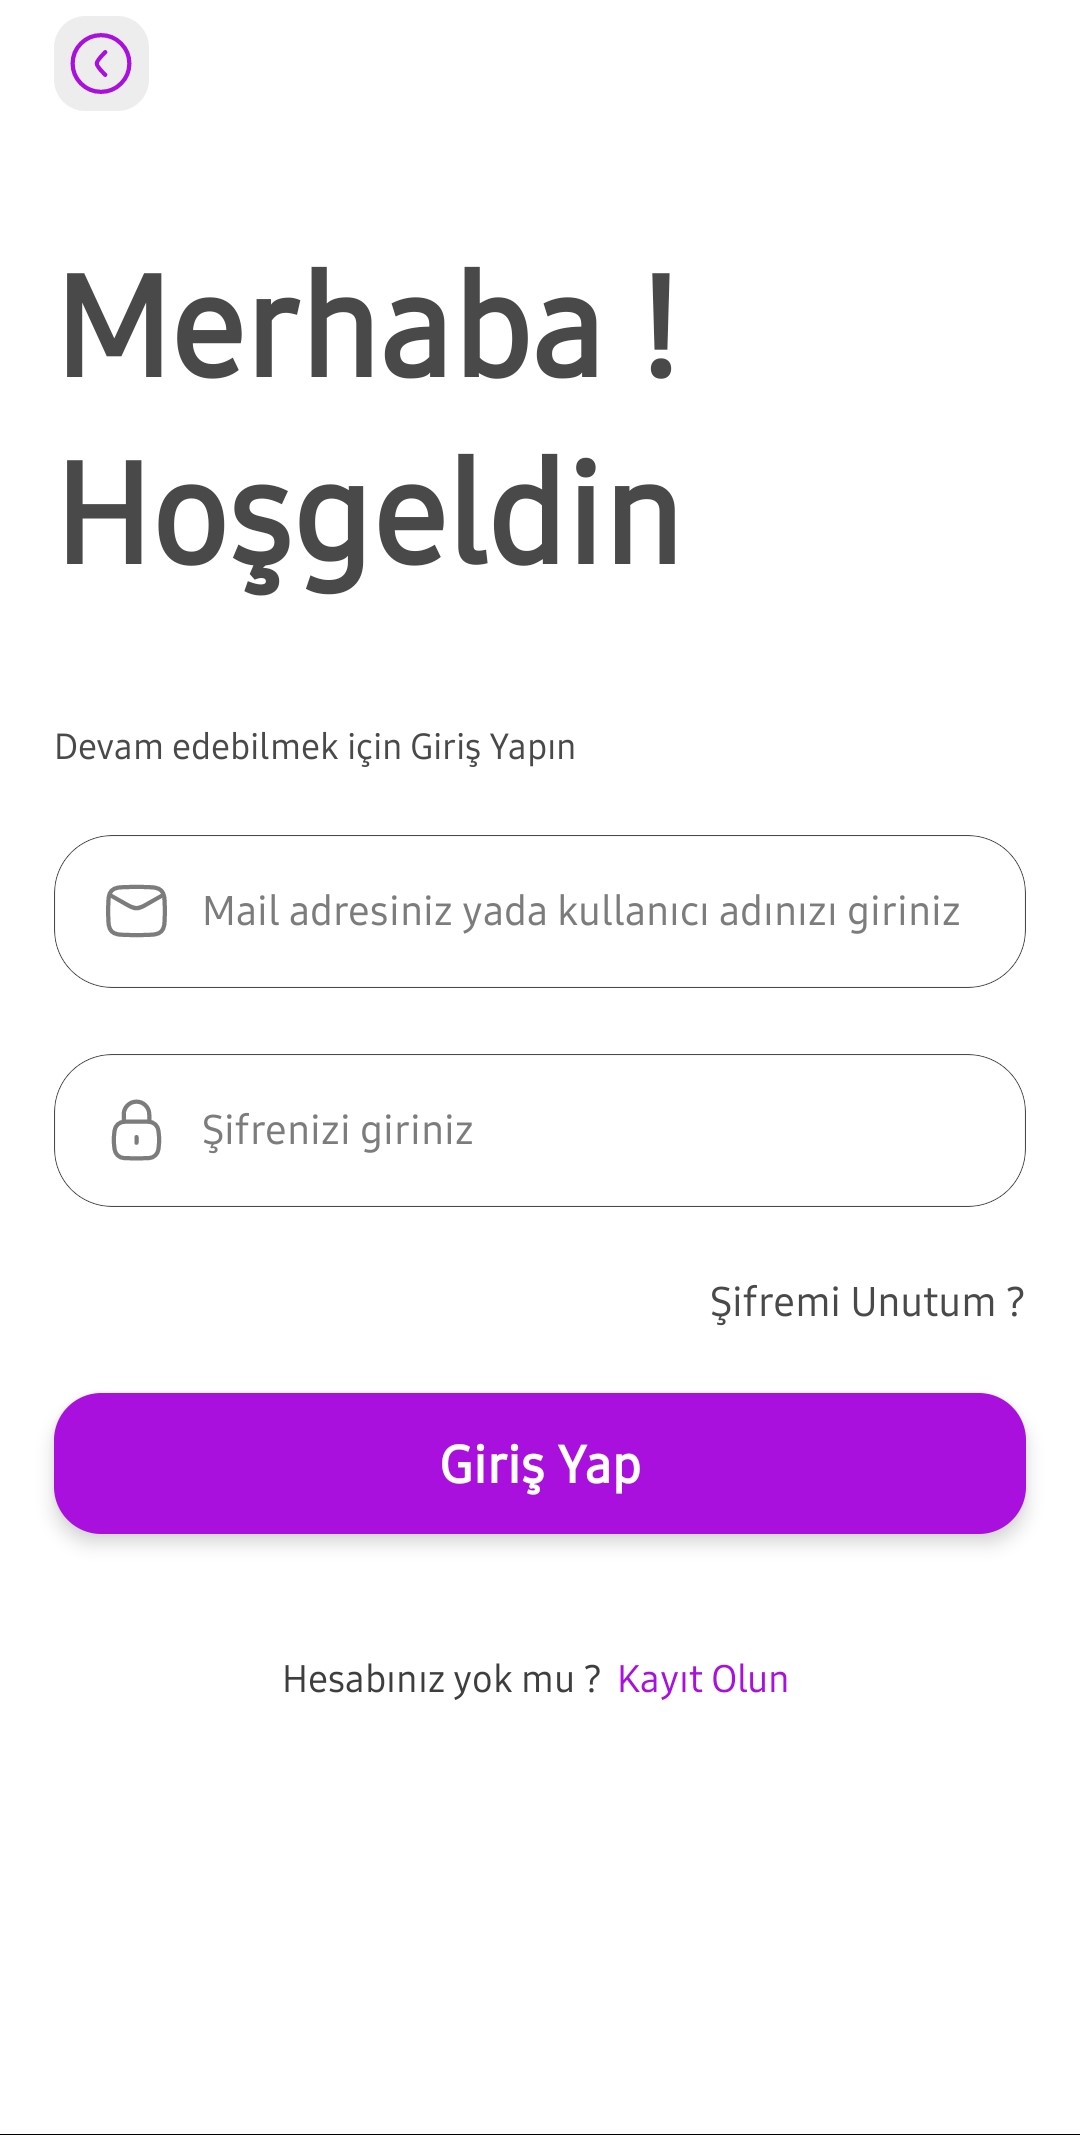 Merhaba !
Hoşgeldin
Devam edebilmek için Giriş Yapın
Mail adresiniz yada kullanıcı adınızı giriniz
Şifrenizi giriniz
Şifremi Unutum ?
Giriş Yap
Hesabınız yok mu ? Kayıt Olun